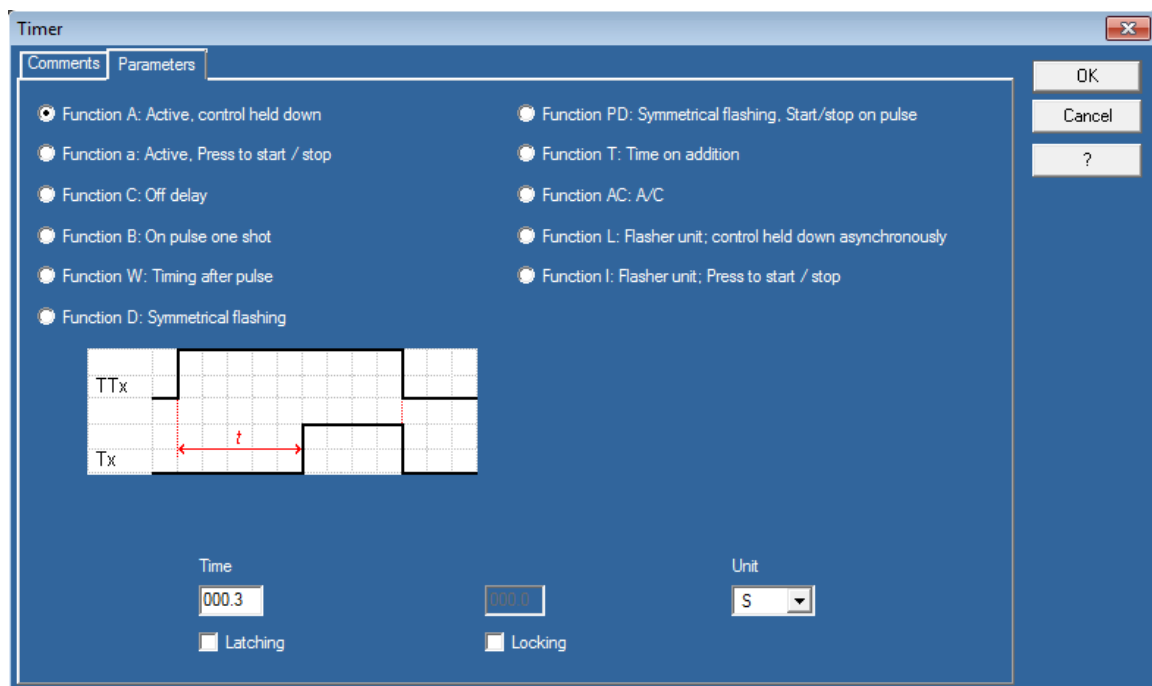 Timer
Comments
Parameters
OK
Cancel
?
Function A: Active, control held down
Function a: Active, Press to start / stop
Function C: Off delay
Function B: On pulse one shot
Function W: Timing after pulse
Function D: Symmetrical flashing
Function PD: Symmetrical flashing, Start/stop on pulse
Function T: Time on addition
Function AC: A/C
Function L: Flasher unit; control held down asynchronously
Function l: Flasher unit; Press to start / stop
TTx
t
Tx
Time
000.3
Latching
000.0
Locking
Unit
S